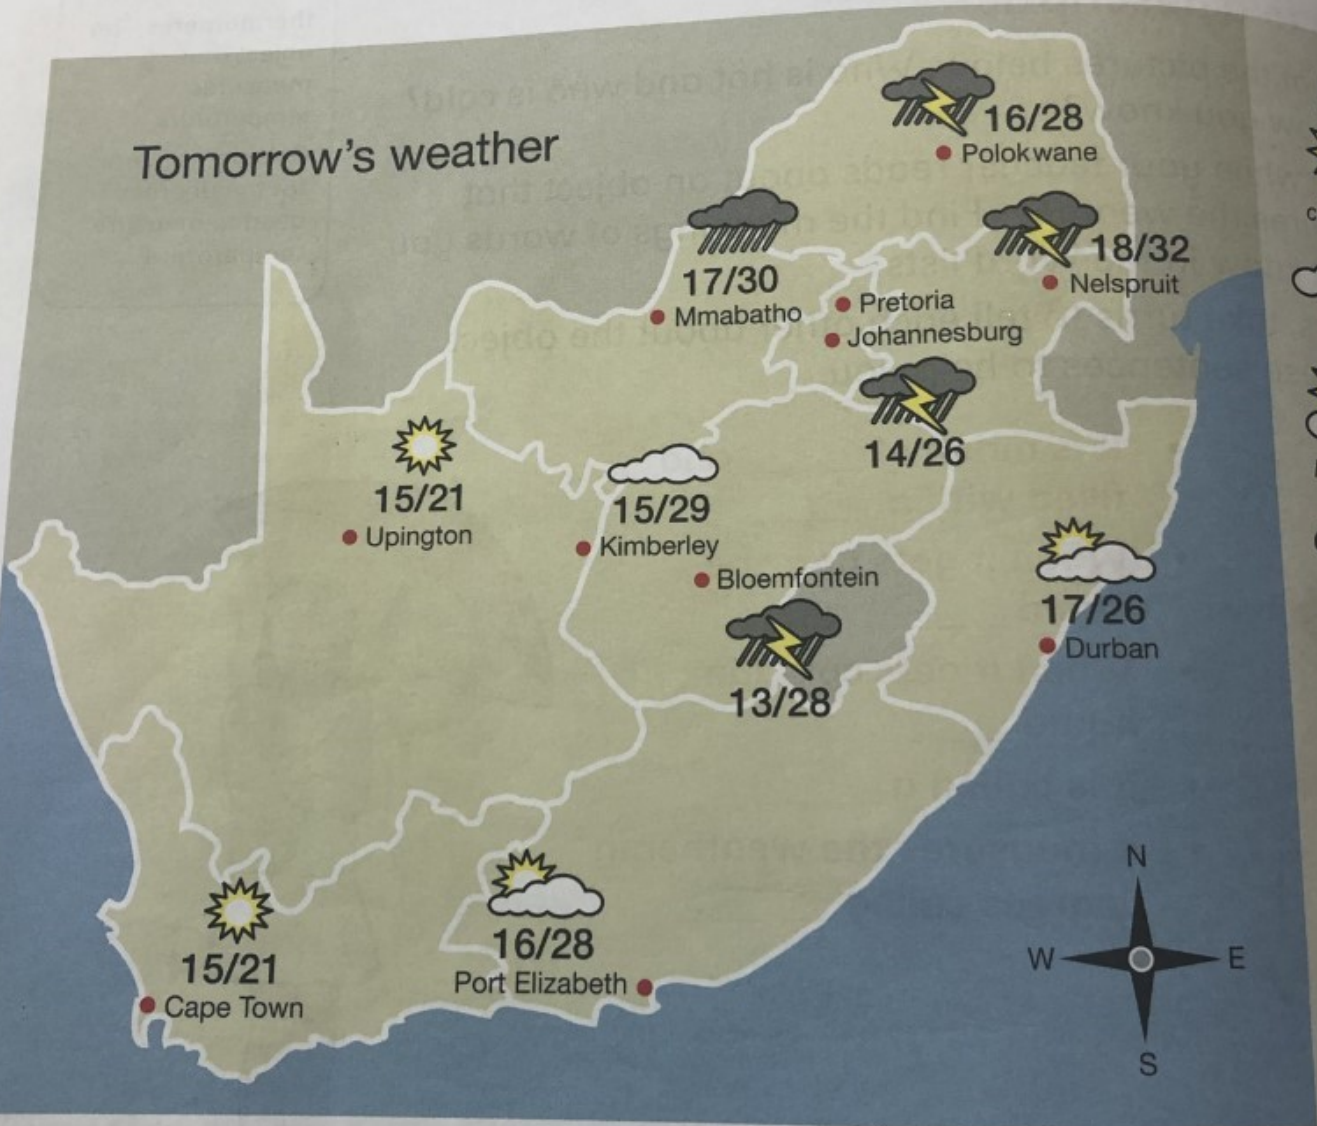 Tomorrow's weather
16/28
Polokwane
18/32
Nelspruit
17/30
Mmabatho
Pretoria
Johannesburg
14/26
15/21
Upington
15/29
Kimberley
Bloemfontein
13/28
17/26
Durban
15/21
Cape Town
16/28
Port Elizabeth
N
W
E
S